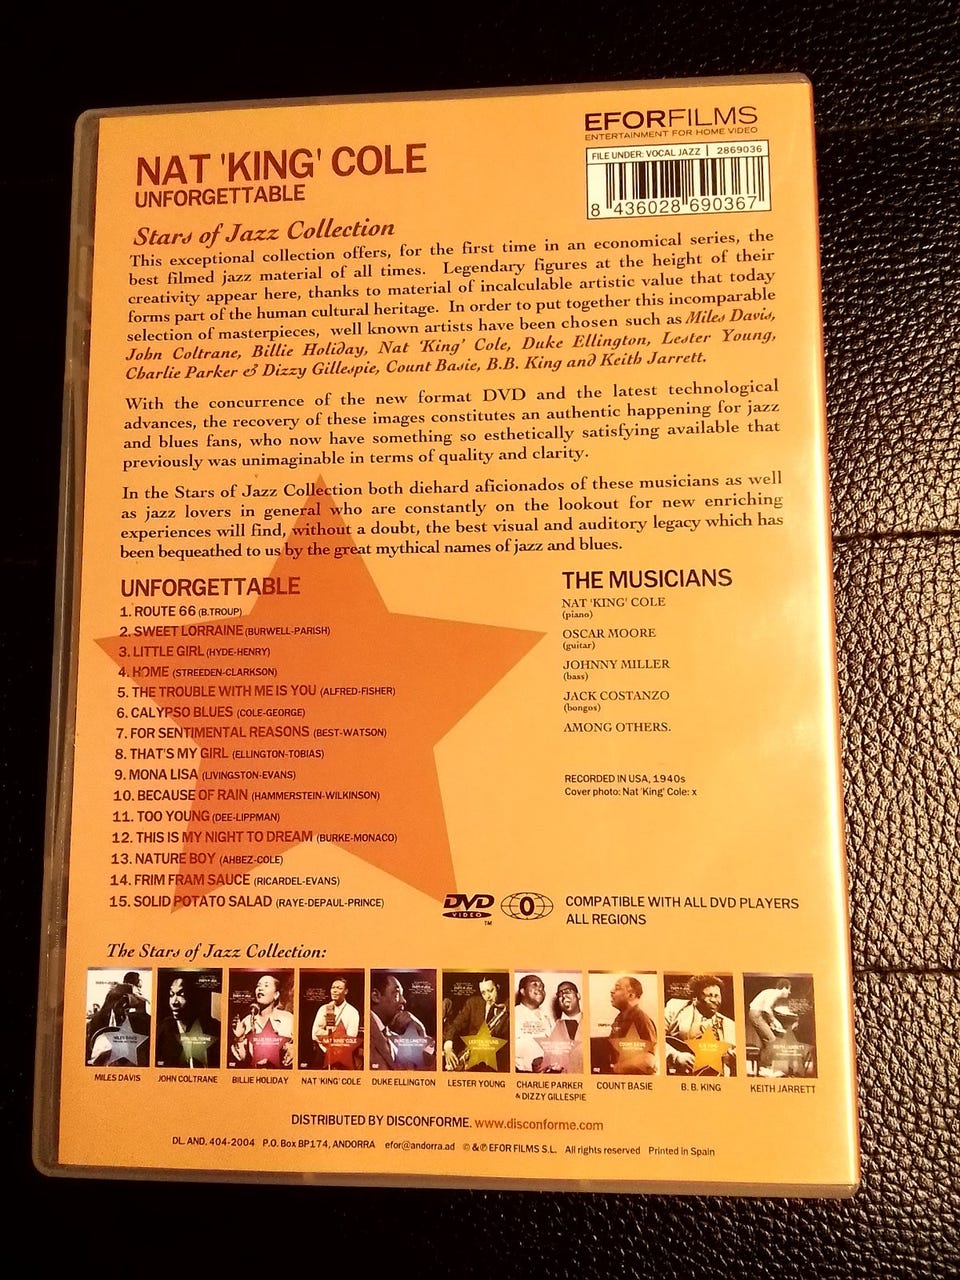 EFORFILMS
ENTERTAINMENT FOR HOME VIDEO
FILE UNDER: VOCAL JAZZ | 2869036
8 436028 690367
NAT 'KING' COLE
UNFORGETTABLE
Stars of Jazz Collection
This exceptional collection offers, for the first time in an economical series, the
best filmed jazz material of all times. Legendary figures at the height of their
creativity appear here, thanks to material of incalculable artistic value that today
forms part of the human cultural heritage. In order to put together this incomparable
selection of masterpieces, well known artists have been chosen such as Miles Davis,
John Coltrane, Billie Holiday, Nat 'King' Cole, Duke Ellington, Lester Young,
Charlie Parker & Dizzy Gillespie, Count Basie, B.B. King and Keith Jarrett.
With the concurrence of the new format DVD and the latest technological
advances, the recovery of these images constitutes an authentic happening for jazz
and blues fans, who now have something so esthetically satisfying available that
previously was unimaginable in terms of quality and clarity.
In the Stars of Jazz Collection both diehard aficionados of these musicians as well
as jazz lovers in general who are constantly on the lookout for new enriching
experiences will find, without a doubt, the best visual and auditory legacy which has
been bequeathed to us by the great mythical names of jazz and blues.
UNFORGETTABLE
1. ROUTE 66 (B.TROUP)
2. SWEET LORRAINE (BURWELL-PARISH)
3. LITTLE GIRL (HYDE-HENRY)
4. HOME (STREEDEN-CLARKSON)
5. THE TROUBLE WITH ME IS YOU (ALFRED-FISHER)
6. CALYPSO BLUES (COLE-GEORGE)
7. FOR SENTIMENTAL REASONS (BEST-WATSON)
8. THAT'S MY GIRL (ELLINGTON-TOBIAS)
9. MONA LISA (LIVINGSTON-EVANS)
10. BECAUSE OF RAIN (HAMMERSTEIN-WILKINSON)
11. TOO YOUNG (DEE-LIPPMAN)
12. THIS IS MY NIGHT TO DREAM (BURKE-MONACO)
13. NATURE BOY (AHBEZ-COLE)
14. FRIM FRAM SAUCE (RICARDEL-EVANS)
15. SOLID POTATO SALAD (RAYE-DEPAUL-PRINCE)
THE MUSICIANS
NAT 'KING' COLE
(piano)
OSCAR MOORE
(guitar)
JOHNNY MILLER
(bass)
JACK COSTANZO
(bongos)
AMONG OTHERS.
RECORDED IN USA, 1940s
Cover photo: Nat 'King' Cole: x
DVD
VIDEO
TM
0
COMPATIBLE WITH ALL DVD PLAYERS
ALL REGIONS
The Stars of Jazz Collection:
MILES DAVIS
JOHN COLTRANE
BILLIE HOLIDAY
NAT 'KING' COLE
DUKE ELLINGTON
LESTER YOUNG
CHARLIE PARKER
& DIZZY GILLESPIE
COUNT BASIE
B. B. KING
KEITH JARRETT
DISTRIBUTED BY DISCONFORME. www.disconforme.com
DL. AND. 404-2004 P.O. Box BP174, ANDORRA efor@andorra.ad © & ℗ EFOR FILMS S.L. All rights reserved Printed in Spain